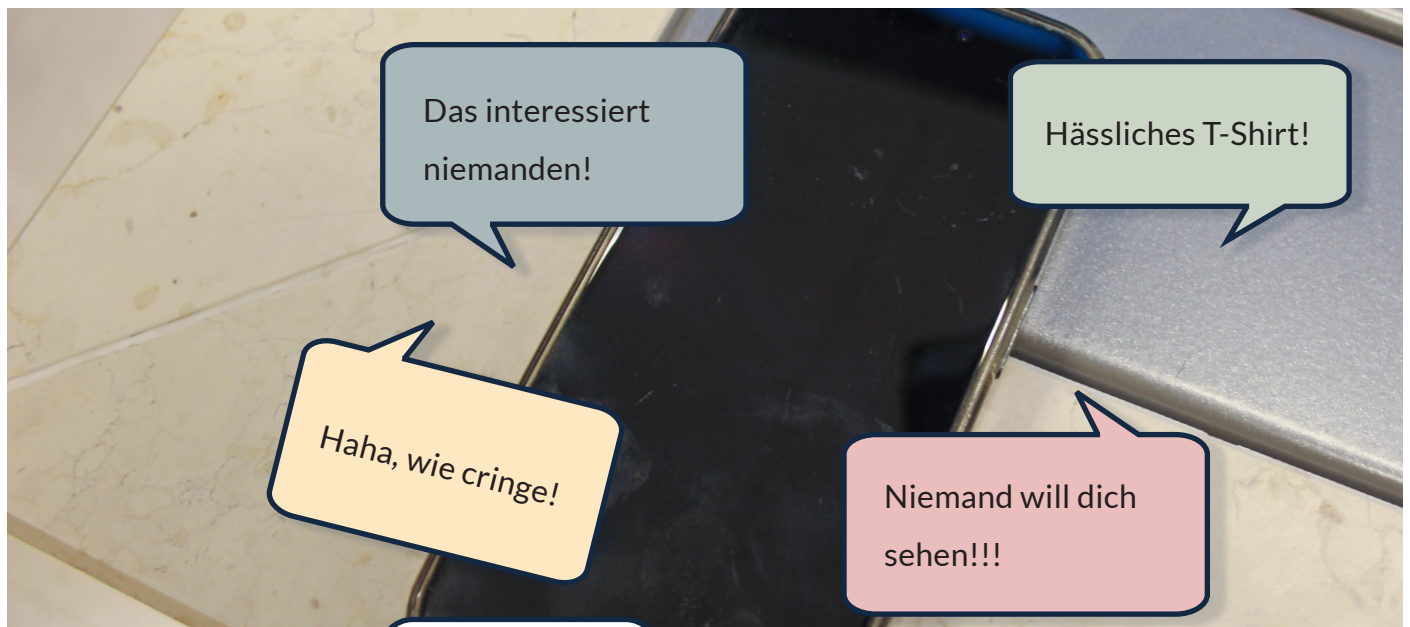 Das interessiert
niemanden!
Hässliches T-Shirt!
Haha, wie cringe!
Niemand will dich
sehen!!!